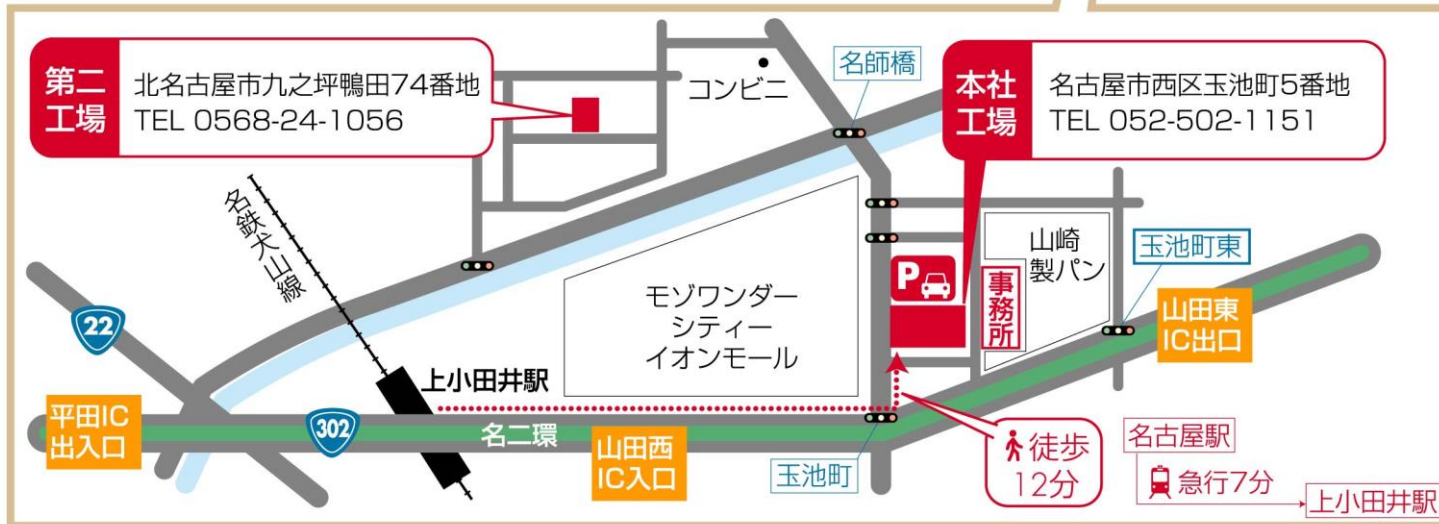 第二
工場
北名古屋市九之坪鴨田74番地
TEL 0568-24-1056
コンビニ
名師橋
本社
工場
名古屋市西区玉池町5番地
TEL 052-502-1151
名鉄犬山線
22
モゾワンダー
シティー
イオンモール
P
事務所
山崎
製パン
玉池町東
山田東
IC出口
上小田井駅
平田IC
出入口
302
名二環
山田西
IC入口
玉池町
徒歩
12分
名古屋駅
急行7分
上小田井駅